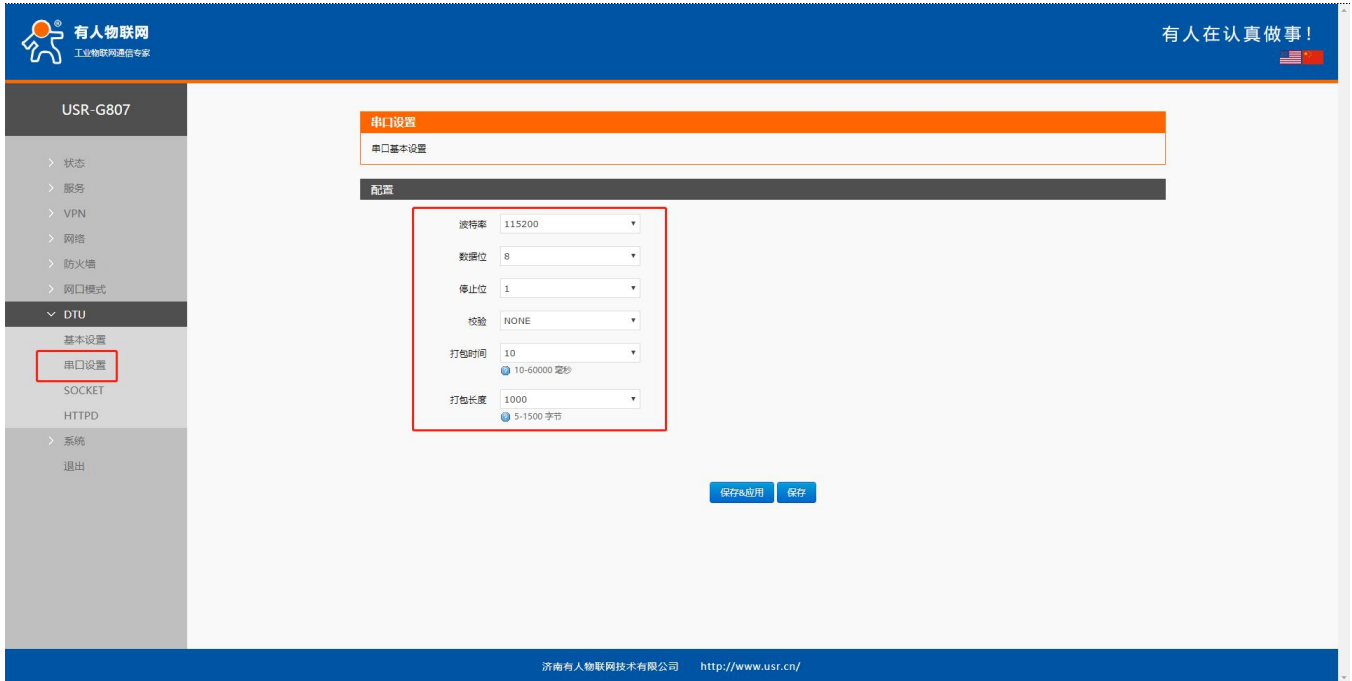 有人物联网
工业物联网通信专家
有人在认真做事！
USR-G807
状态
服务
VPN
网络
防火墙
网口模式
DTU
基本设置
串口设置
SOCKET
HTTPD
系统
退出
串口设置
串口基本设置
配置
波特率 115200
数据位 8
停止位 1
校验 NONE
打包时间 10
10-60000 毫秒
打包长度 1000
5-1500 字节
保存&应用 保存
济南有人物联网技术有限公司 http://www.usr.cn/